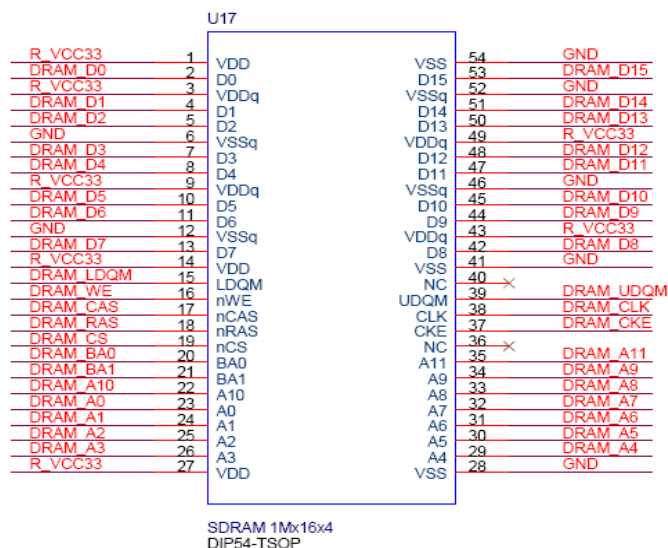 U17
R_VCC33 1 VDD VSS 54 GND
DRAM_D0 2 D0 D15 53 DRAM_D15
R_VCC33 3 VDDq VSSq 52 GND
DRAM_D1 4 D1 D14 51 DRAM_D14
DRAM_D2 5 D2 D13 50 DRAM_D13
GND 6 VSSq VDDq 49 R_VCC33
DRAM_D3 7 D3 D12 48 DRAM_D12
DRAM_D4 8 D4 D11 47 DRAM_D11
R_VCC33 9 VDDq VSSq 46 GND
DRAM_D5 10 D5 D10 45 DRAM_D10
DRAM_D6 11 D6 D9 44 DRAM_D9
GND 12 VSSq VDDq 43 R_VCC33
DRAM_D7 13 D7 D8 42 DRAM_D8
R_VCC33 14 VDD VSS 41 GND
DRAM_LDQM 15 LDQM NC 40
DRAM_WE 16 nWE UDQM 39 DRAM_UDQM
DRAM_CAS 17 nCAS CLK 38 DRAM_CLK
DRAM_RAS 18 nRAS CKE 37 DRAM_CKE
DRAM_CS 19 nCS NC 36
DRAM_BA0 20 BA0 A11 35 DRAM_A11
DRAM_BA1 21 BA1 A9 34 DRAM_A9
DRAM_A10 22 A10 A8 33 DRAM_A8
DRAM_A0 23 A0 A7 32 DRAM_A7
DRAM_A1 24 A1 A6 31 DRAM_A6
DRAM_A2 25 A2 A5 30 DRAM_A5
DRAM_A3 26 A3 A4 29 DRAM_A4
R_VCC33 27 VDD VSS 28 GND
SDRAM 1Mx16x4
DIP54-TSOP